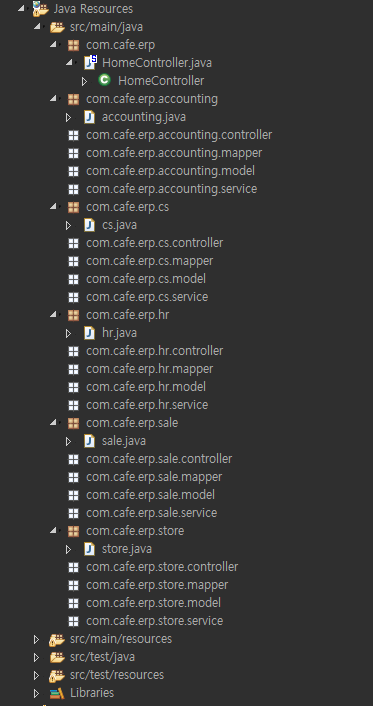 Java Resources
src/main/java
com.cafe.erp
HomeController.java
HomeController
com.cafe.erp.accounting
accounting.java
com.cafe.erp.accounting.controller
com.cafe.erp.accounting.mapper
com.cafe.erp.accounting.model
com.cafe.erp.accounting.service
com.cafe.erp.cs
cs.java
com.cafe.erp.cs.controller
com.cafe.erp.cs.mapper
com.cafe.erp.cs.model
com.cafe.erp.cs.service
com.cafe.erp.hr
hr.java
com.cafe.erp.hr.controller
com.cafe.erp.hr.mapper
com.cafe.erp.hr.model
com.cafe.erp.hr.service
com.cafe.erp.sale
sale.java
com.cafe.erp.sale.controller
com.cafe.erp.sale.mapper
com.cafe.erp.sale.model
com.cafe.erp.sale.service
com.cafe.erp.store
store.java
com.cafe.erp.store.controller
com.cafe.erp.store.mapper
com.cafe.erp.store.model
com.cafe.erp.store.service
src/main/resources
src/test/java
src/test/resources
Libraries